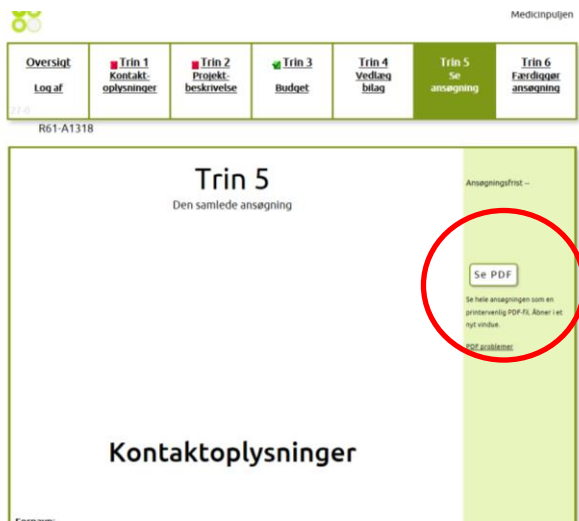 Medicinpuljen
Oversigt
Log af
Trin 1
Kontakt-
oplysninger
Trin 2
Projekt-
beskrivelse
Trin 3
Budget
Trin 4
Vedlæg
bilag
Trin 5
Se
ansøgning
Trin 6
Færdiggør
ansøgning
R61-A1318
Trin 5
Den samlede ansøgning
Ansøgningsfrist --
Se PDF
Se hele ansøgningen som en
printervenlig PDF-fil. Åbner i et
nyt vindue.
PDF problemer
Kontaktoplysninger